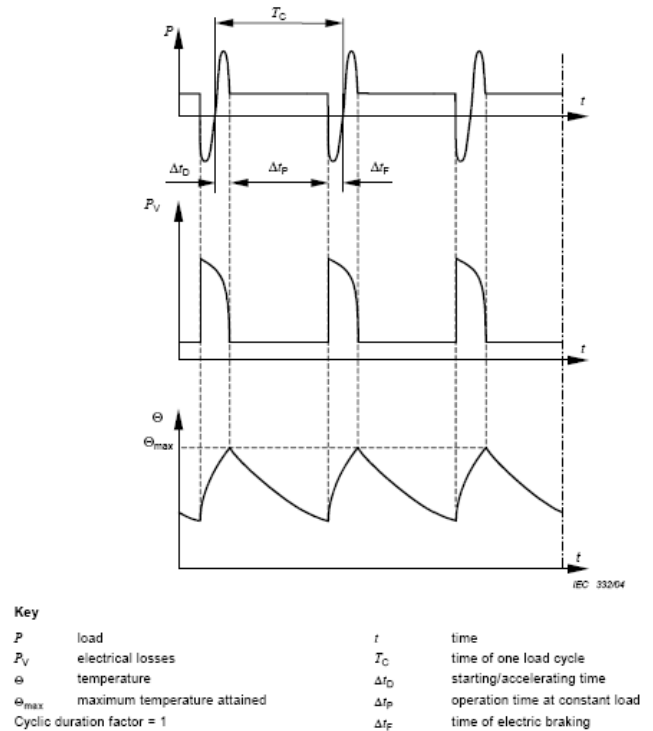 T_C
P
t
Δt_D Δt_P Δt_F
P_V
t
Θ
Θ_max
t
IEC 332/04
Key
P load t time
P_V electrical losses T_C time of one load cycle
Θ temperature Δt_D starting/accelerating time
Θ_max maximum temperature attained Δt_P operation time at constant load
Cyclic duration factor = 1 Δt_F time of electric braking